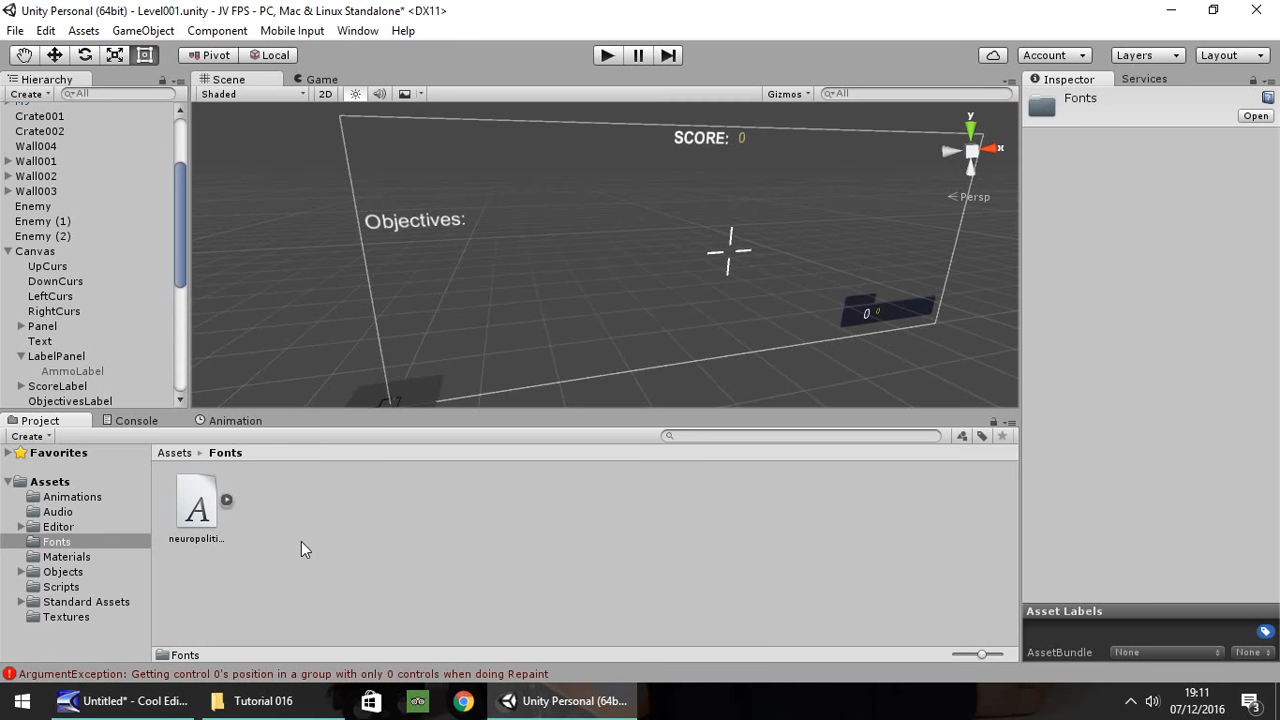 Unity Personal (64bit) - Level001.unity - JV FPS - PC, Mac & Linux Standalone* <DX11>
File Edit Assets GameObject Component Mobile Input Window Help
Pivot Local Account Layers Layout
Hierarchy Scene Game Inspector Services
Create All Shaded 2D Gizmos All Fonts
Open
Crate001
Crate002
Wall004
Wall001
Wall002
Wall003
Enemy
Enemy (1)
Enemy (2)
Canvas
UpCurs
DownCurs
LeftCurs
RightCurs
Panel
Text
LabelPanel
AmmoLabel
ScoreLabel
ObjectivesLabel
SCORE: 0
y
x
Persp
Objectives:
0 0
Project Console Animation
Create
Favorites
Assets
Animations
Audio
Editor
Fonts
Materials
Objects
Scripts
Standard Assets
Textures
Assets Fonts
A
neuropoliti...
Fonts
Asset Labels
AssetBundle None None
ArgumentException: Getting control 0's position in a group with only 0 controls when doing Repaint
Untitled* - Cool Edi... Tutorial 016 Unity Personal (64b... 19:11
07/12/2016
3